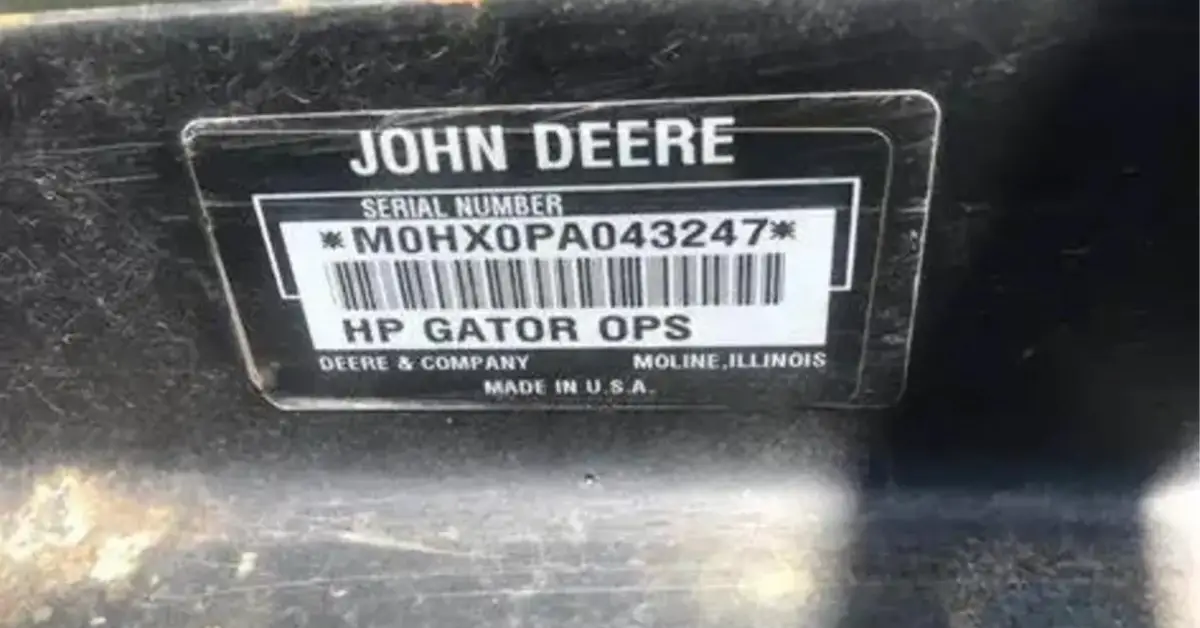 JOHN DEERE
SERIAL NUMBER
*M0HX0PA043247*
HP GATOR OPS
DEERE & COMPANY MOLINE, ILLINOIS
MADE IN U.S.A.